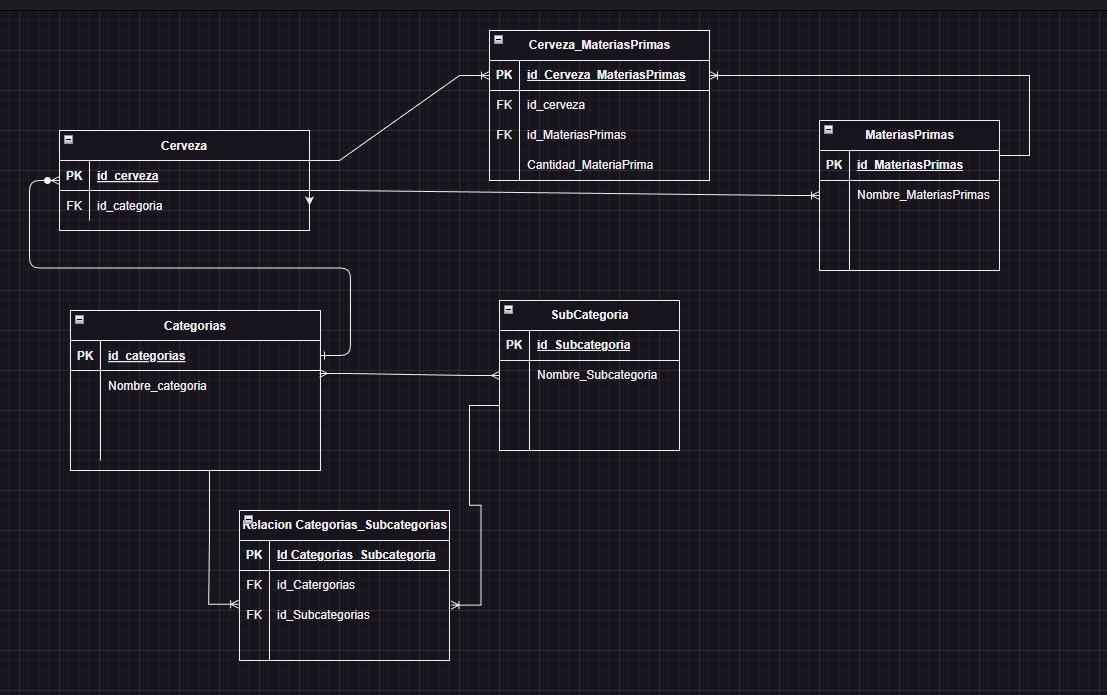 Cerveza_MateriasPrimas
PK id_Cerveza_MateriasPrimas
FK id_cerveza
FK id_MateriasPrimas
Cantidad_MateriaPrima
MateriasPrimas
PK id_MateriasPrimas
Nombre_MateriasPrimas
Cerveza
PK id_cerveza
FK id_categoria
Categorias
PK id_categorias
Nombre_categoria
SubCategoria
PK id_Subcategoria
Nombre_Subcategoria
Relacion Categorias_Subcategorias
PK Id Categorias_Subcategoria
FK id_Catergorias
FK id_Subcategorias